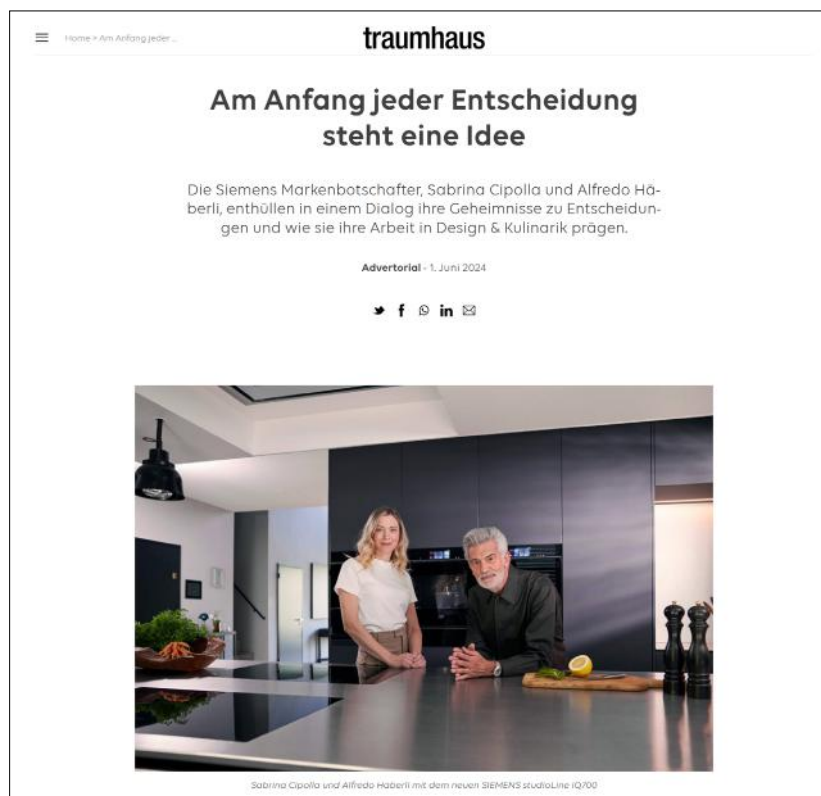 Home > Am Anfang jeder ...
traumhaus
Am Anfang jeder Entscheidung
steht eine Idee
Die Siemens Markenbotschafter, Sabrina Cipolla und Alfredo Hä-
berli, enthüllen in einem Dialog ihre Geheimnisse zu Entscheidun-
gen und wie sie ihre Arbeit in Design & Kulinarik prägen.
Advertorial - 1. Juni 2024
Sabrina Cipolla und Alfredo Häberli mit dem neuen SIEMENS studioLine iQ700